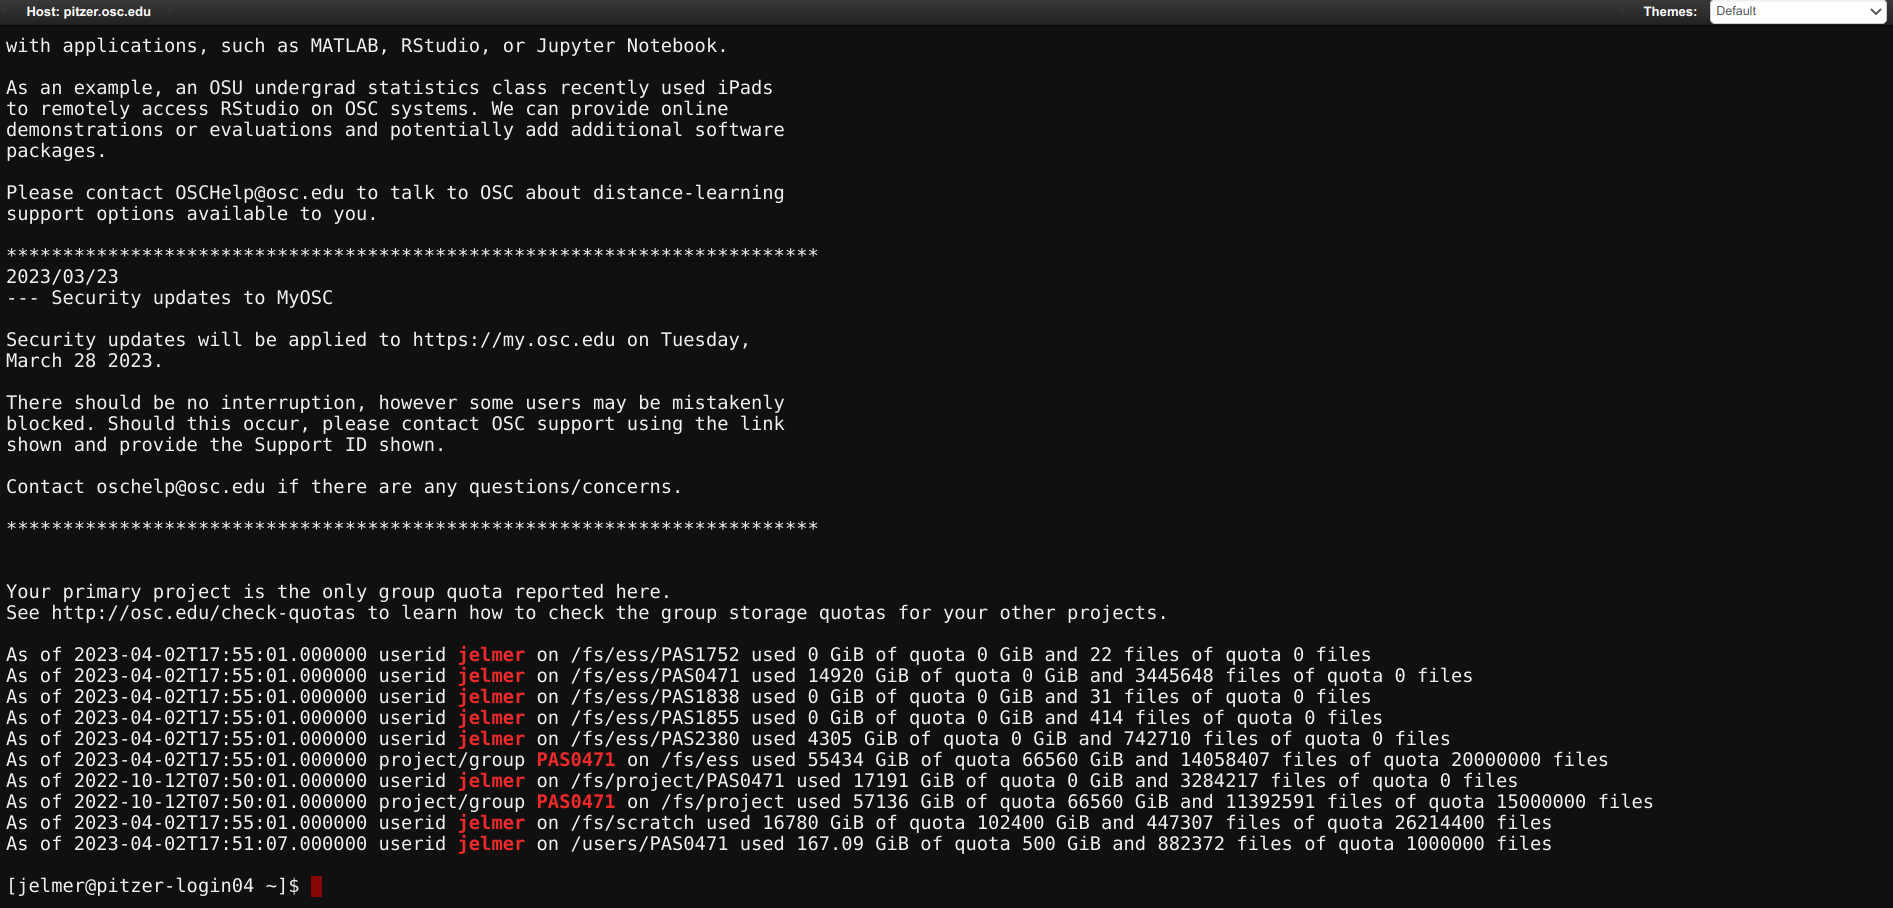 Host: pitzer.osc.edu
Themes: Default
with applications, such as MATLAB, RStudio, or Jupyter Notebook.
As an example, an OSU undergrad statistics class recently used iPads
to remotely access RStudio on OSC systems. We can provide online
demonstrations or evaluations and potentially add additional software
packages.
Please contact OSCHelp@osc.edu to talk to OSC about distance-learning
support options available to you.
************************************************************************
2023/03/23
--- Security updates to MyOSC
Security updates will be applied to https://my.osc.edu on Tuesday,
March 28 2023.
There should be no interruption, however some users may be mistakenly
blocked. Should this occur, please contact OSC support using the link
shown and provide the Support ID shown.
Contact oschelp@osc.edu if there are any questions/concerns.
************************************************************************
Your primary project is the only group quota reported here.
See http://osc.edu/check-quotas to learn how to check the group storage quotas for your other projects.
As of 2023-04-02T17:55:01.000000 userid jelmer on /fs/ess/PAS1752 used 0 GiB of quota 0 GiB and 22 files of quota 0 files
As of 2023-04-02T17:55:01.000000 userid jelmer on /fs/ess/PAS0471 used 14920 GiB of quota 0 GiB and 3445648 files of quota 0 files
As of 2023-04-02T17:55:01.000000 userid jelmer on /fs/ess/PAS1838 used 0 GiB of quota 0 GiB and 31 files of quota 0 files
As of 2023-04-02T17:55:01.000000 userid jelmer on /fs/ess/PAS1855 used 0 GiB of quota 0 GiB and 414 files of quota 0 files
As of 2023-04-02T17:55:01.000000 userid jelmer on /fs/ess/PAS2380 used 4305 GiB of quota 0 GiB and 742710 files of quota 0 files
As of 2023-04-02T17:55:01.000000 project/group PAS0471 on /fs/ess used 55434 GiB of quota 66560 GiB and 14058407 files of quota 20000000 files
As of 2022-10-12T07:50:01.000000 userid jelmer on /fs/project/PAS0471 used 17191 GiB of quota 0 GiB and 3284217 files of quota 0 files
As of 2022-10-12T07:50:01.000000 project/group PAS0471 on /fs/project used 57136 GiB of quota 66560 GiB and 11392591 files of quota 15000000 files
As of 2023-04-02T17:55:01.000000 userid jelmer on /fs/scratch used 16780 GiB of quota 102400 GiB and 447307 files of quota 26214400 files
As of 2023-04-02T17:51:07.000000 userid jelmer on /users/PAS0471 used 167.09 GiB of quota 500 GiB and 882372 files of quota 1000000 files
[jelmer@pitzer-login04 ~]$